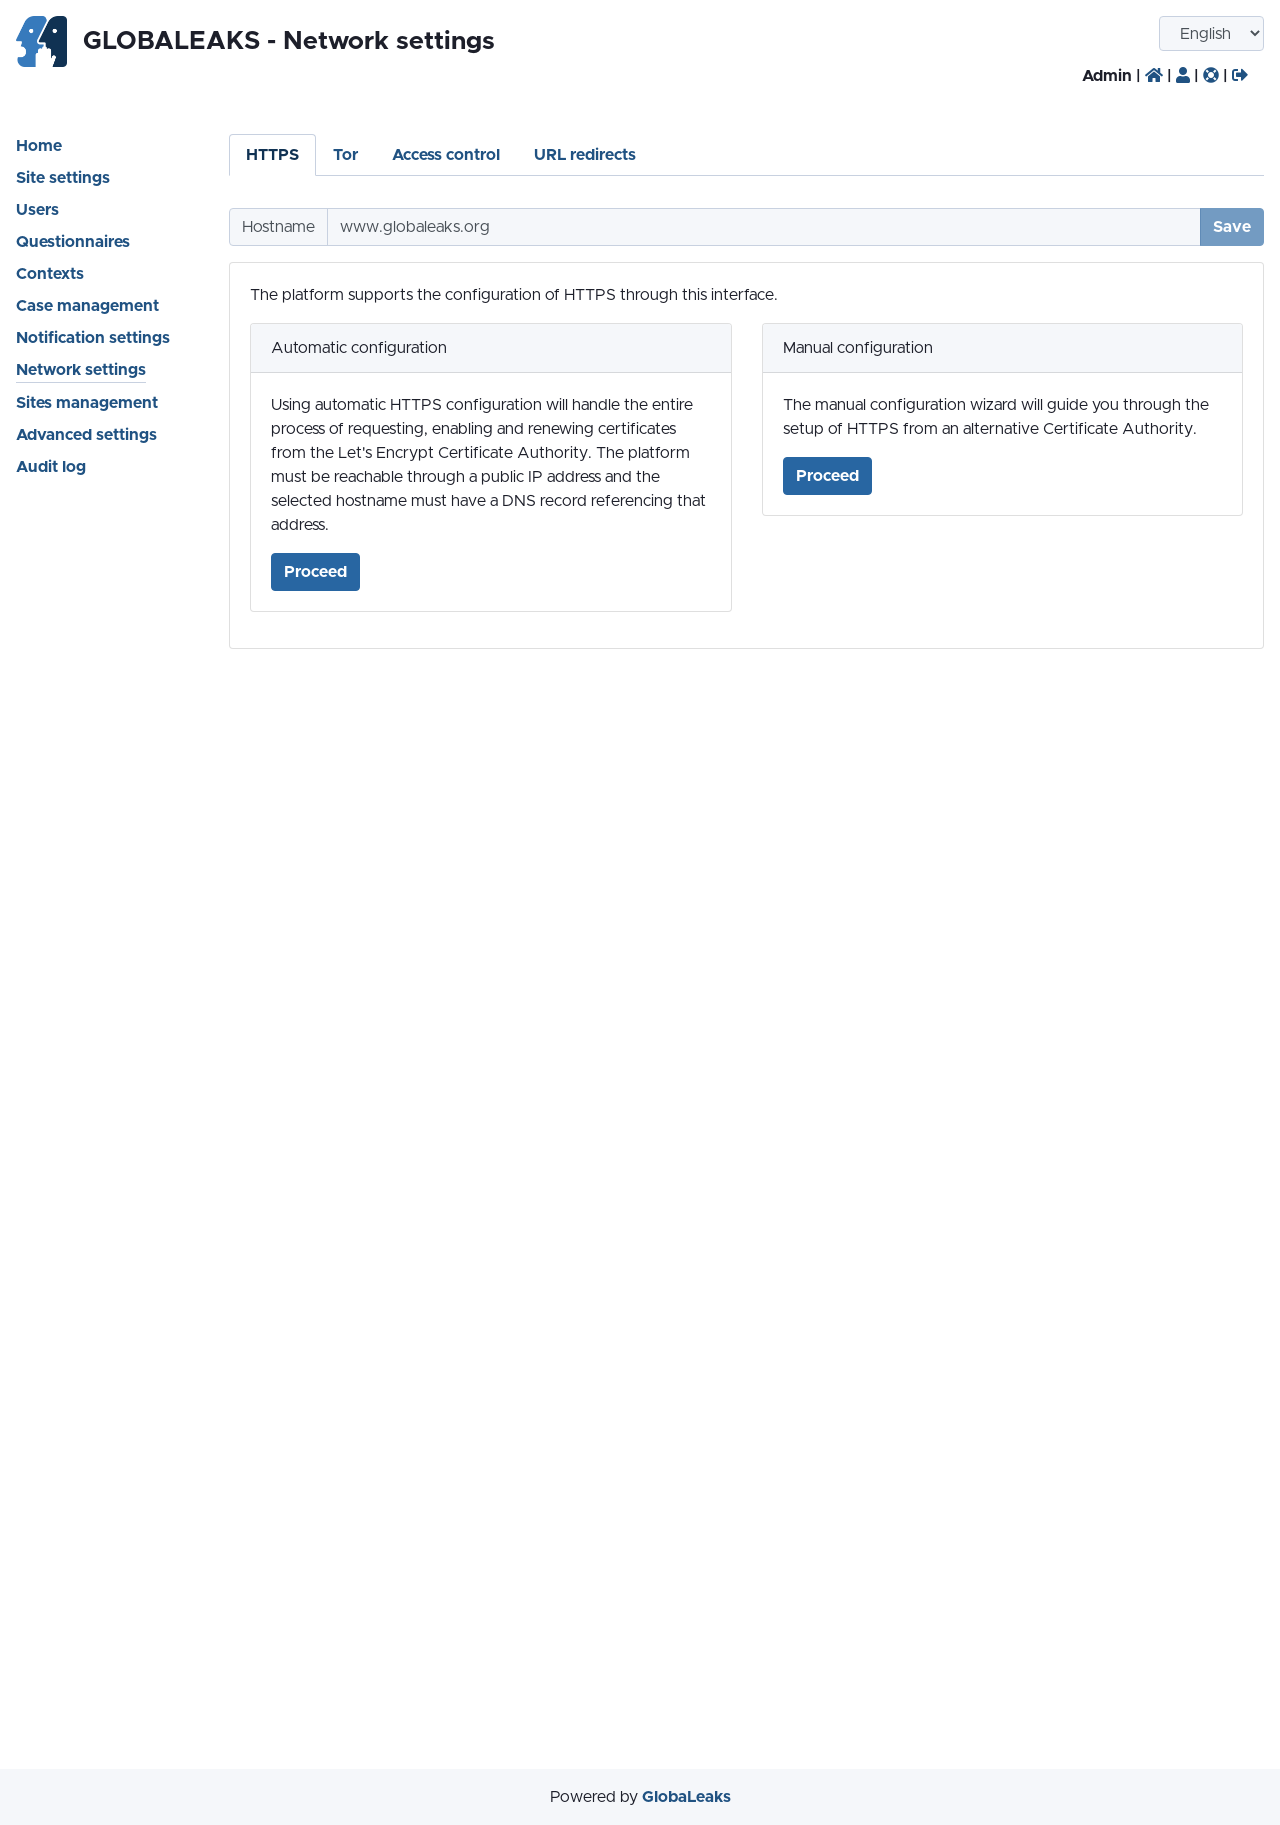 GLOBALEAKS - Network settings
English
Admin | | | |
Home
Site settings
Users
Questionnaires
Contexts
Case management
Notification settings
Network settings
Sites management
Advanced settings
Audit log
HTTPS Tor Access control URL redirects
Hostname www.globaleaks.org Save
The platform supports the configuration of HTTPS through this interface.
Automatic configuration
Using automatic HTTPS configuration will handle the entire
process of requesting, enabling and renewing certificates
from the Let's Encrypt Certificate Authority. The platform
must be reachable through a public IP address and the
selected hostname must have a DNS record referencing that
address.
Proceed
Manual configuration
The manual configuration wizard will guide you through the
setup of HTTPS from an alternative Certificate Authority.
Proceed
Powered by GlobaLeaks